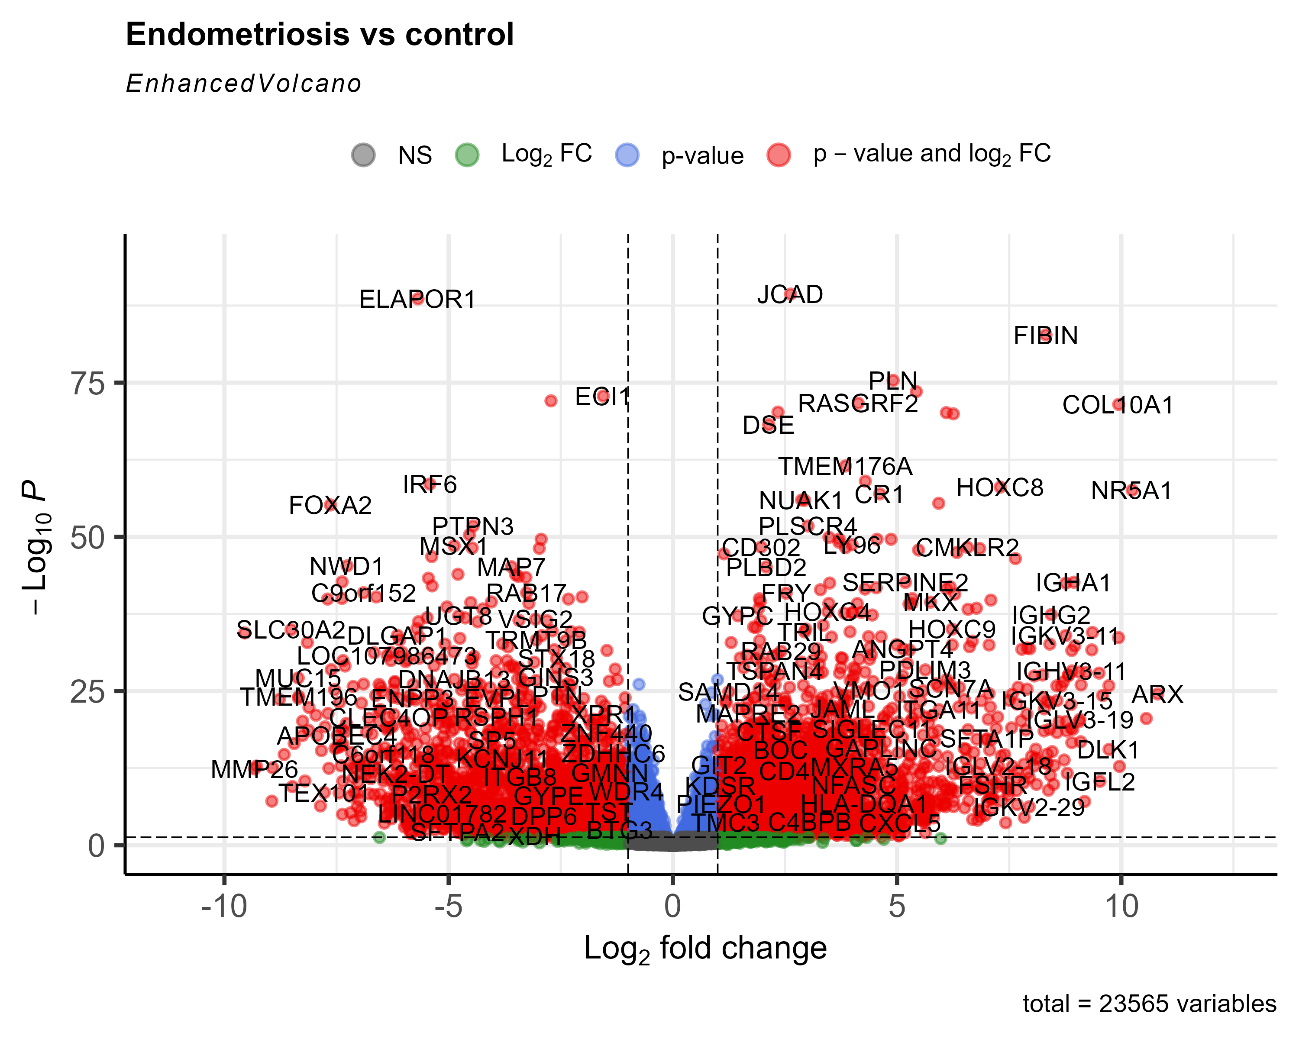 Endometriosis vs control
EnhancedVolcano
NS Log2 FC p-value p − value and log2 FC
ELAPOR1
JCAD
FIBIN
75
PLN
ECI1
RASGRF2
COL10A1
DSE
TMEM176A
IRF6
CR1
HOXC8
NR5A1
FOXA2
NUAK1
PTPN3
PLSCR4
50
MSX1
CD302
LY96
CMKLR2
NWD1
MAP7
PLBD2
C9orf152
RAB17
FRY
SERPINE2
IGHA1
UGT8
VSIG2
GYPC
HOXC4
MKX
IGHG2
SLC30A2
DLGAP1
TRMT9B
TRIL
HOXC9
IGKV3-11
LOC107986473
STX18
RAB29
ANGPT4
MUC15
DNAJB13
GINS3
TSPAN4
PDLIM3
IGHV3-11
25
TMEM196
ENPP3
EVPL
PTN
SAMD14
VMO1
SCN7A
IGKV3-15
ARX
CLEC4OP
RSPH1
XPR1
MAPRE2
JAML
ITGA11
IGLV3-19
APOBEC4
SP5
ZNF440
CTSF
SIGLEC11
SFTA1P
C6orf118
KCNJ11
ZDHHC6
BOC
GAPLINC
DLK1
MMP26
NEK2-DT
ITGB8
GMNN
GIT2
CD4
MXRA5
IGLV2-18
TEX101
P2RX2
GYPE
WDR4
KDSR
NFASC
FSHR
IGFL2
LINC01782
DPP6
TST
PIEZO1
HLA-DQA1
IGKV2-29
SFTPA2
XDH
BTG3
TMC3
C4BPB
CXCL5
0
-10 -5 0 5 10
− Log10 P
Log2 fold change
total = 23565 variables